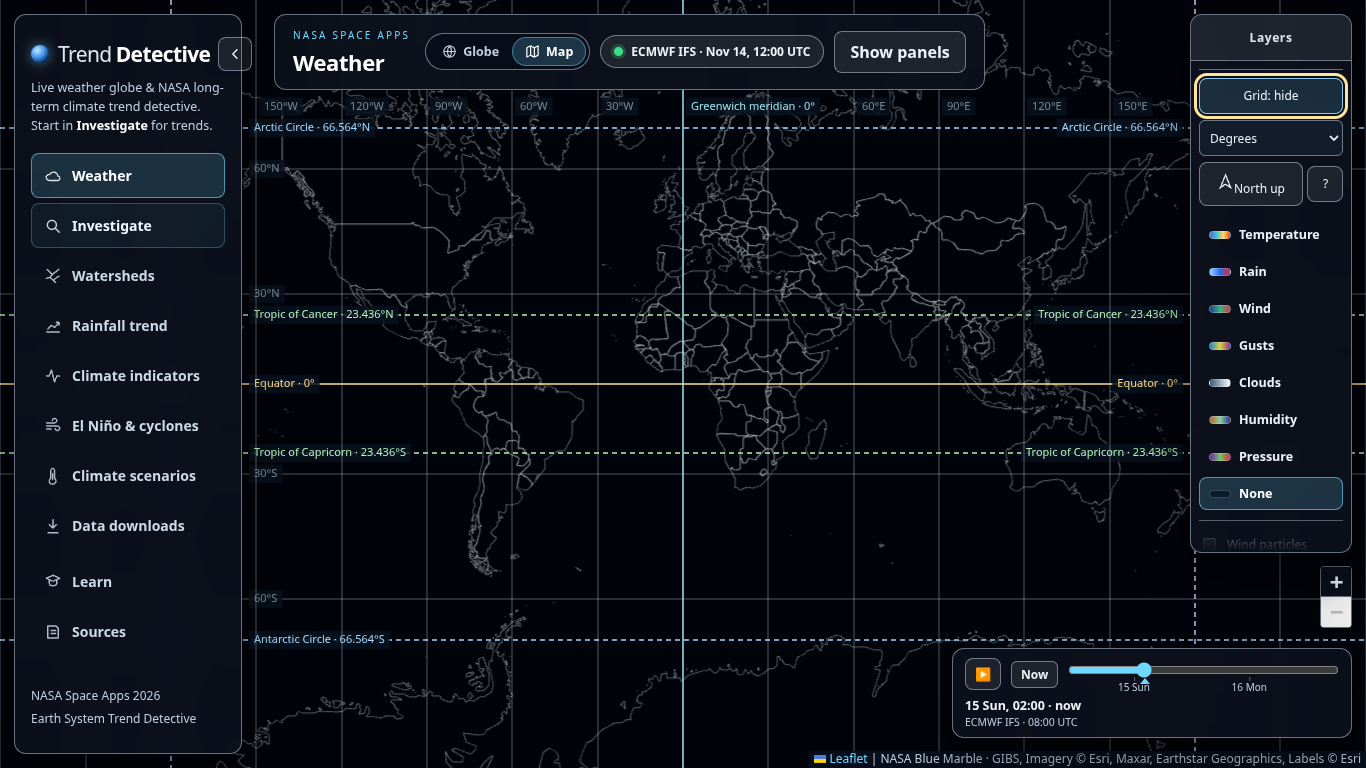 Trend Detective
Live weather globe & NASA long-
term climate trend detective.
Start in Investigate for trends.
Weather
Investigate
Watersheds
Rainfall trend
Climate indicators
El Niño & cyclones
Climate scenarios
Data downloads
Learn
Sources
NASA Space Apps 2026
Earth System Trend Detective
NASA SPACE APPS
Weather
Globe
Map
ECMWF IFS · Nov 14, 12:00 UTC
Show panels
150°W 120°W 90°W 60°W 30°W Greenwich meridian · 0° 60°E 90°E 120°E 150°E
Arctic Circle · 66.564°N Arctic Circle · 66.564°N
60°N
30°N
Tropic of Cancer · 23.436°N Tropic of Cancer · 23.436°N
Equator · 0° Equator · 0°
Tropic of Capricorn · 23.436°S Tropic of Capricorn · 23.436°S
30°S
60°S
Antarctic Circle · 66.564°S
Layers
Grid: hide
Degrees
North up ?
Temperature
Rain
Wind
Gusts
Clouds
Humidity
Pressure
None
Wind particles
+
−
Now
15 Sun 16 Mon
15 Sun, 02:00 · now
ECMWF IFS · 08:00 UTC
Leaflet | NASA Blue Marble · GIBS, Imagery © Esri, Maxar, Earthstar Geographics, Labels © Esri